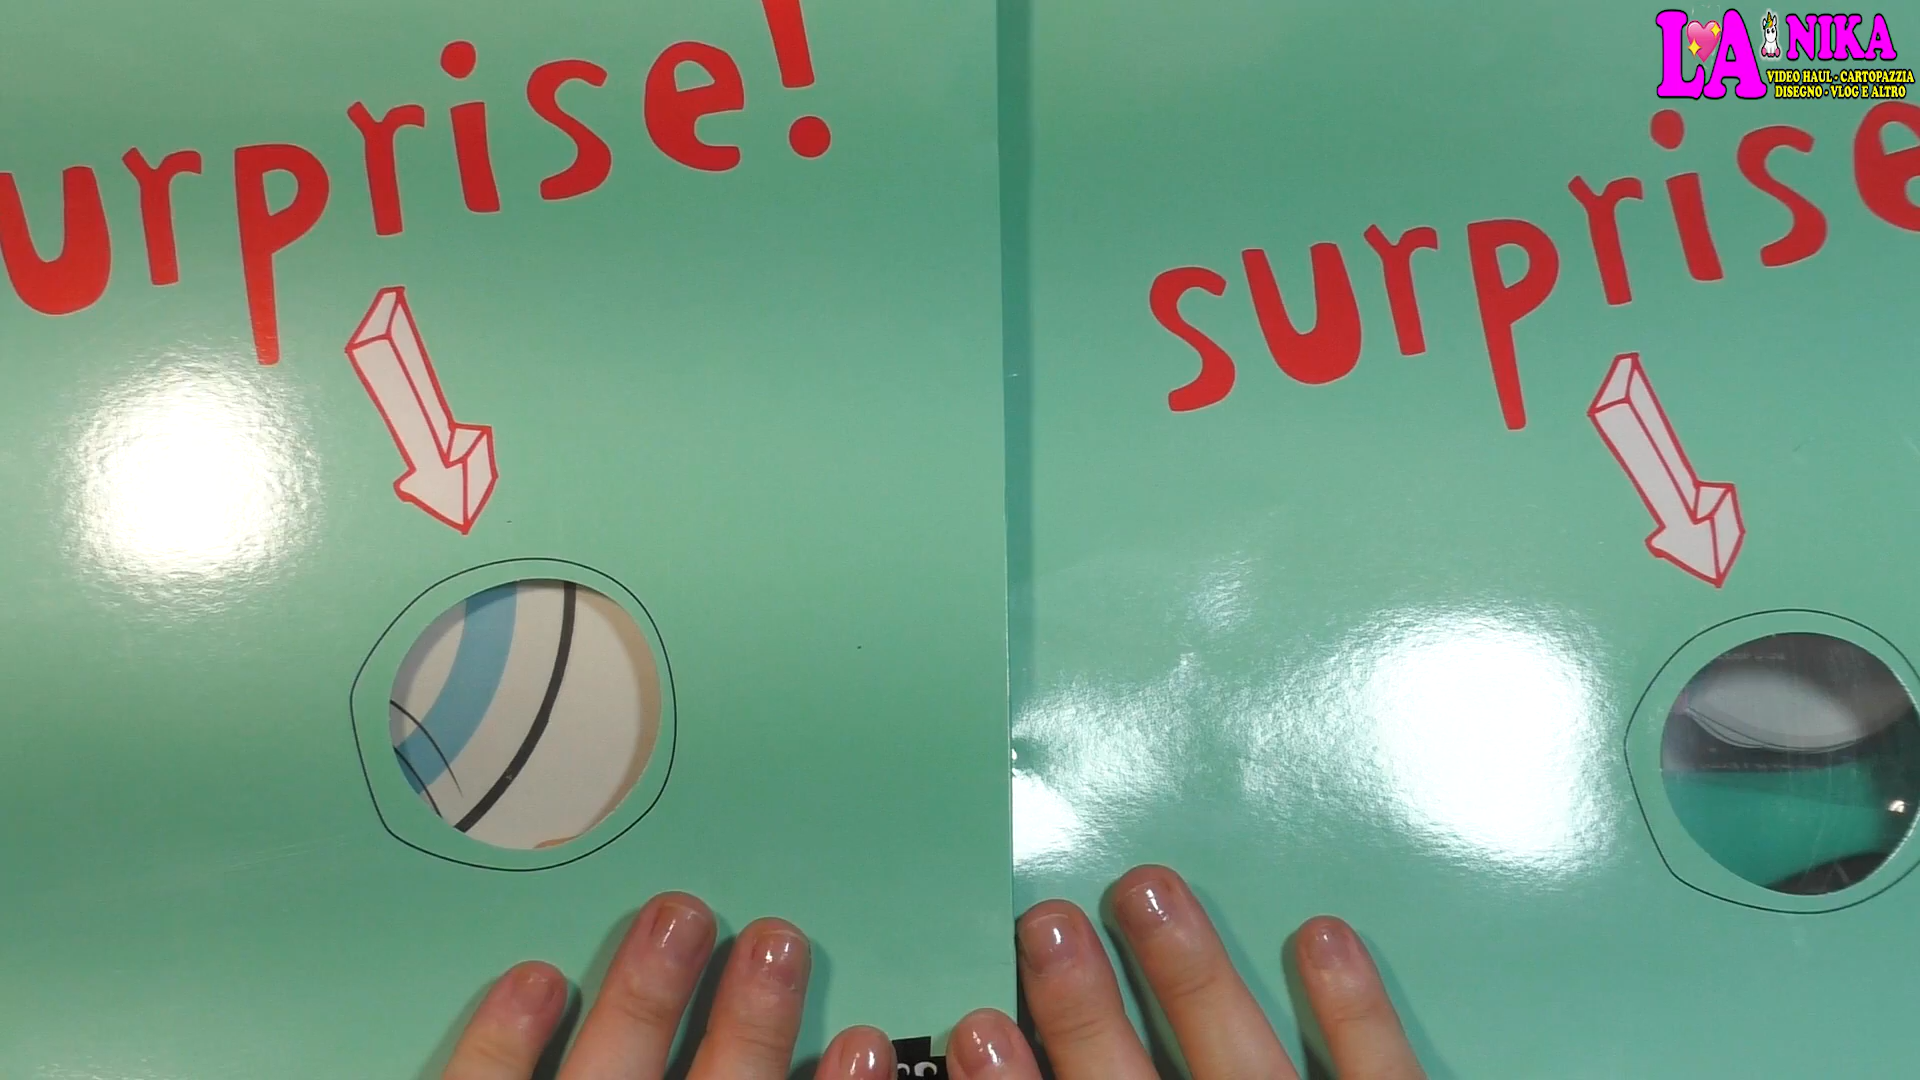 urprise!
surprise
LA NIKA
VIDEO HAUL - CARTOPAZZIA
DISEGNO - VLOG E ALTRO